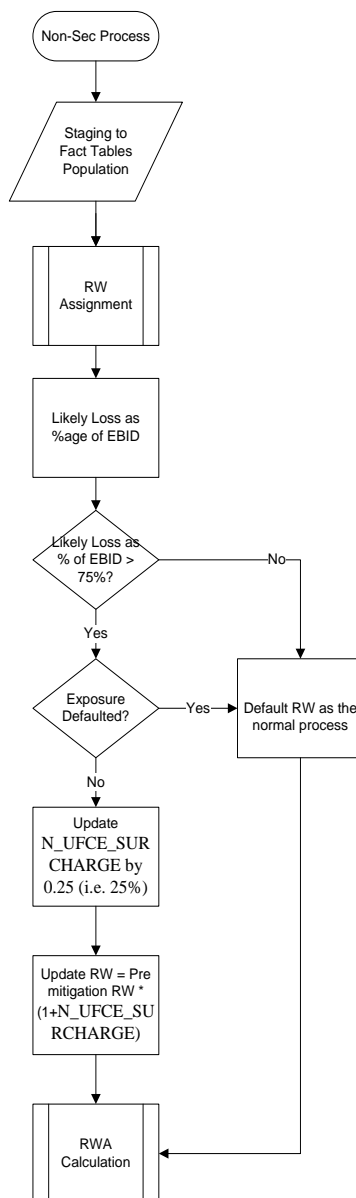 Non-Sec Process
Staging to
Fact Tables
Population
RW
Assignment
Likely Loss as
%age of EBID
Likely Loss as
% of EBID >
75%?
No
Yes
Exposure
Defaulted?
Yes
Default RW as the
normal process
No
Update
N_UFCE_SUR
CHARGE by
0.25 (i.e. 25%)
Update RW = Pre
mitigation RW *
(1+N_UFCE_SU
RCHARGE)
RWA
Calculation